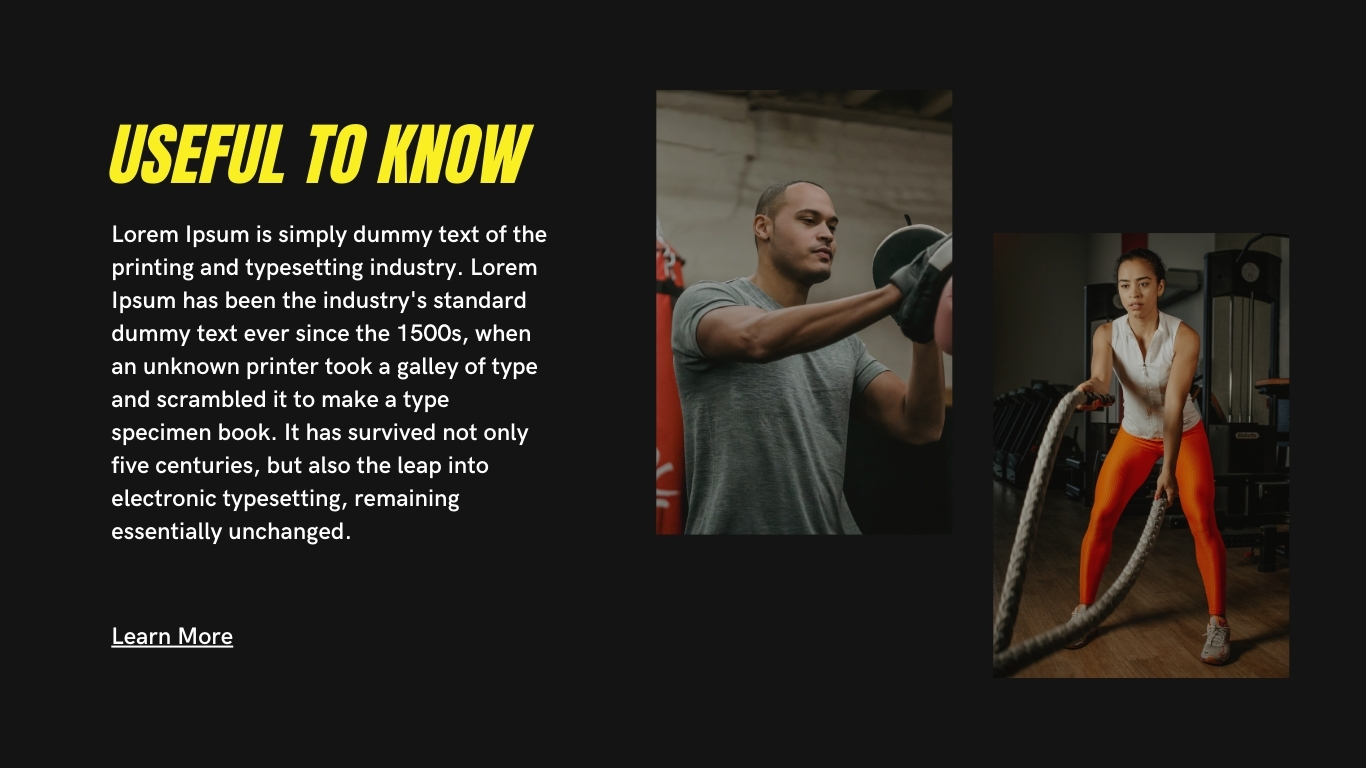 USEFUL TO KNOW
Lorem Ipsum is simply dummy text of the
printing and typesetting industry. Lorem
Ipsum has been the industry's standard
dummy text ever since the 1500s, when
an unknown printer took a galley of type
and scrambled it to make a type
specimen book. It has survived not only
five centuries, but also the leap into
electronic typesetting, remaining
essentially unchanged.
Learn More